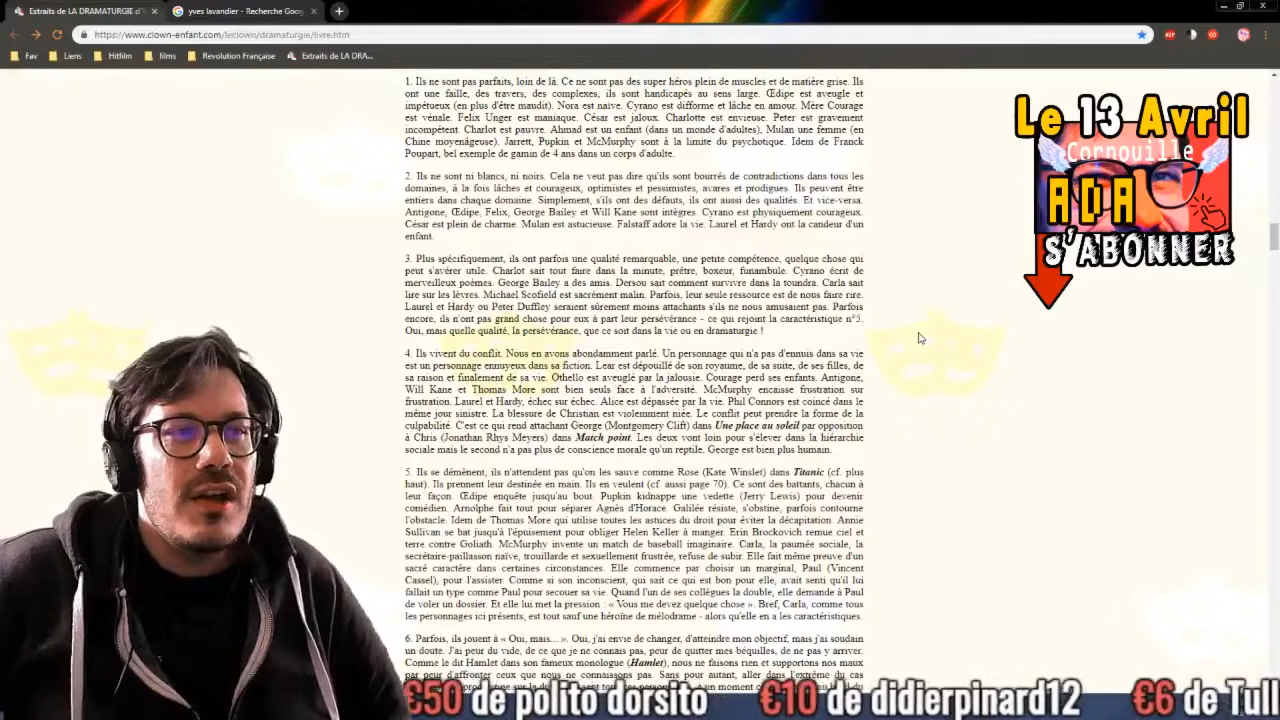 Extraits de LA DRAMATURGIE d'
yves lavandier - Recherche Goog
https://www.clown-enfant.com/leclown/dramaturgie/livre.htm
Fav
Liens
Hitfilm
films
Revolution Française
Extraits de LA DRA...
1. Ils ne sont pas parfaits, loin de là. Ce ne sont pas des super héros plein de muscles et de matière grise. Ils
ont une faille, des travers, des complexes, ils sont handicapés au sens large. Œdipe est aveugle et
impétueux (en plus d'être maudit). Nora est naïve. Cyrano est difforme et lâche en amour. Mère Courage
est vénale. Felix Unger est maniaque. César est jaloux. Charlotte est envieuse. Peter est gravement
incompétent. Charlot est pauvre. Ahmad est un enfant (dans un monde d'adultes), Mulan une femme (en
Chine moyenâgeuse). Jarrett, Pupkin et McMurphy sont à la limite du psychotique. Idem de Franck
Poupart, bel exemple de gamin de 4 ans dans un corps d'adulte.
2. Ils ne sont ni blancs, ni noirs. Cela ne veut pas dire qu'ils sont bourrés de contradictions dans tous les
domaines, à la fois lâches et courageux, optimistes et pessimistes, avares et prodigues. Ils peuvent être
entiers dans chaque domaine. Simplement, s'ils ont des défauts, ils ont aussi des qualités. Et vice-versa.
Antigone, Œdipe, Felix, George Bailey et Will Kane sont intègres. Cyrano est physiquement courageux.
César est plein de charme. Mulan est astucieuse. Falstaff adore la vie. Laurel et Hardy ont la candeur d'un
enfant.
3. Plus spécifiquement, ils ont parfois une qualité remarquable, une petite compétence, quelque chose qui
peut s'avérer utile. Charlot sait tout faire dans la minute, prêtre, boxeur, funambule. Cyrano écrit de
merveilleux poèmes. George Bailey a des amis. Dersou sait comment survivre dans la toundra. Carla sait
lire sur les lèvres. Michael Scofield est sacrément malin. Parfois, leur seule ressource est de nous faire rire.
Laurel et Hardy ou Peter Duffley seraient sûrement moins attachants s'ils ne nous amusaient pas. Parfois
encore, ils n'ont pas grand chose pour eux à part leur persévérance - ce qui rejoint la caractéristique n°5.
Oui, mais quelle qualité, la persévérance, que ce soit dans la vie ou en dramaturgie !
4. Ils vivent du conflit. Nous en avons abondamment parlé. Un personnage qui n'a pas d'ennuis dans sa vie
est un personnage ennuyeux dans sa fiction. Lear est dépouillé de son royaume, de sa suite, de ses filles, de
sa raison et finalement de sa vie. Othello est aveuglé par la jalousie. Courage perd ses enfants. Antigone,
Will Kane et Thomas More sont bien seuls face à l'adversité. McMurphy encaisse frustration sur
frustration. Laurel et Hardy, échec sur échec. Alice est dépassée par la vie. Phil Connors est coincé dans le
même jour sinistre. La blessure de Christian est violemment niée. Le conflit peut prendre la forme de la
culpabilité. C'est ce qui rend attachant George (Montgomery Clift) dans Une place au soleil par opposition
à Chris (Jonathan Rhys Meyers) dans Match point. Les deux vont loin pour s'élever dans la hiérarchie
sociale mais le second n'a pas plus de conscience morale qu'un reptile. George est bien plus humain.
5. Ils se démènent, ils n'attendent pas qu'on les sauve comme Rose (Kate Winslet) dans Titanic (cf. plus
haut). Ils prennent leur destinée en main. Ils en veulent (cf. aussi page 70). Ce sont des battants, chacun à
leur façon. Œdipe enquête jusqu'au bout. Pupkin kidnappe une vedette (Jerry Lewis) pour devenir
comédien. Arnolphe fait tout pour séparer Agnès d'Horace. Galilée résiste, s'obstine, parfois contourne
l'obstacle. Idem de Thomas More qui utilise toutes les astuces du droit pour éviter la décapitation. Annie
Sullivan se bat jusqu'à l'épuisement pour obliger Helen Keller à manger. Erin Brockovich remue ciel et
terre contre Goliath. McMurphy invente un match de baseball imaginaire. Carla, la paumée sociale, la
secrétaire-paillasson naïve, trouillarde et sexuellement frustrée, refuse de subir. Elle fait même preuve d'un
sacré caractère dans certaines circonstances. Elle commence par choisir un marginal, Paul (Vincent
Cassel), pour l'assister. Comme si son inconscient, qui sait ce qui est bon pour elle, avait senti qu'il lui
fallait un type comme Paul pour secouer sa vie. Quand l'un de ses collègues la double, elle demande à Paul
de voler un dossier. Et elle lui met la pression : « Vous me devez quelque chose ». Bref, Carla, comme tous
les personnages ici présents, est tout sauf une héroïne de mélodrame - alors qu'elle en a les caractéristiques.
6. Parfois, ils jouent à « Oui, mais... ». Oui, j'ai envie de changer, d'atteindre mon objectif, mais j'ai soudain
un doute. J'ai peur du vide, de ce que je ne connais pas, peur de quitter mes béquilles, de ne pas y arriver.
Comme le dit Hamlet dans son fameux monologue (Hamlet), nous ne faisons rien et supportons nos maux
par peur d'affronter ceux que nous ne connaissons pas. Sans pour autant, aller dans l'extrême du cas
Le 13 Avril
Cornouille
ADA
S'ABONNER
€50 de polito dorsito €10 de didierpinard12 €6 de Tull